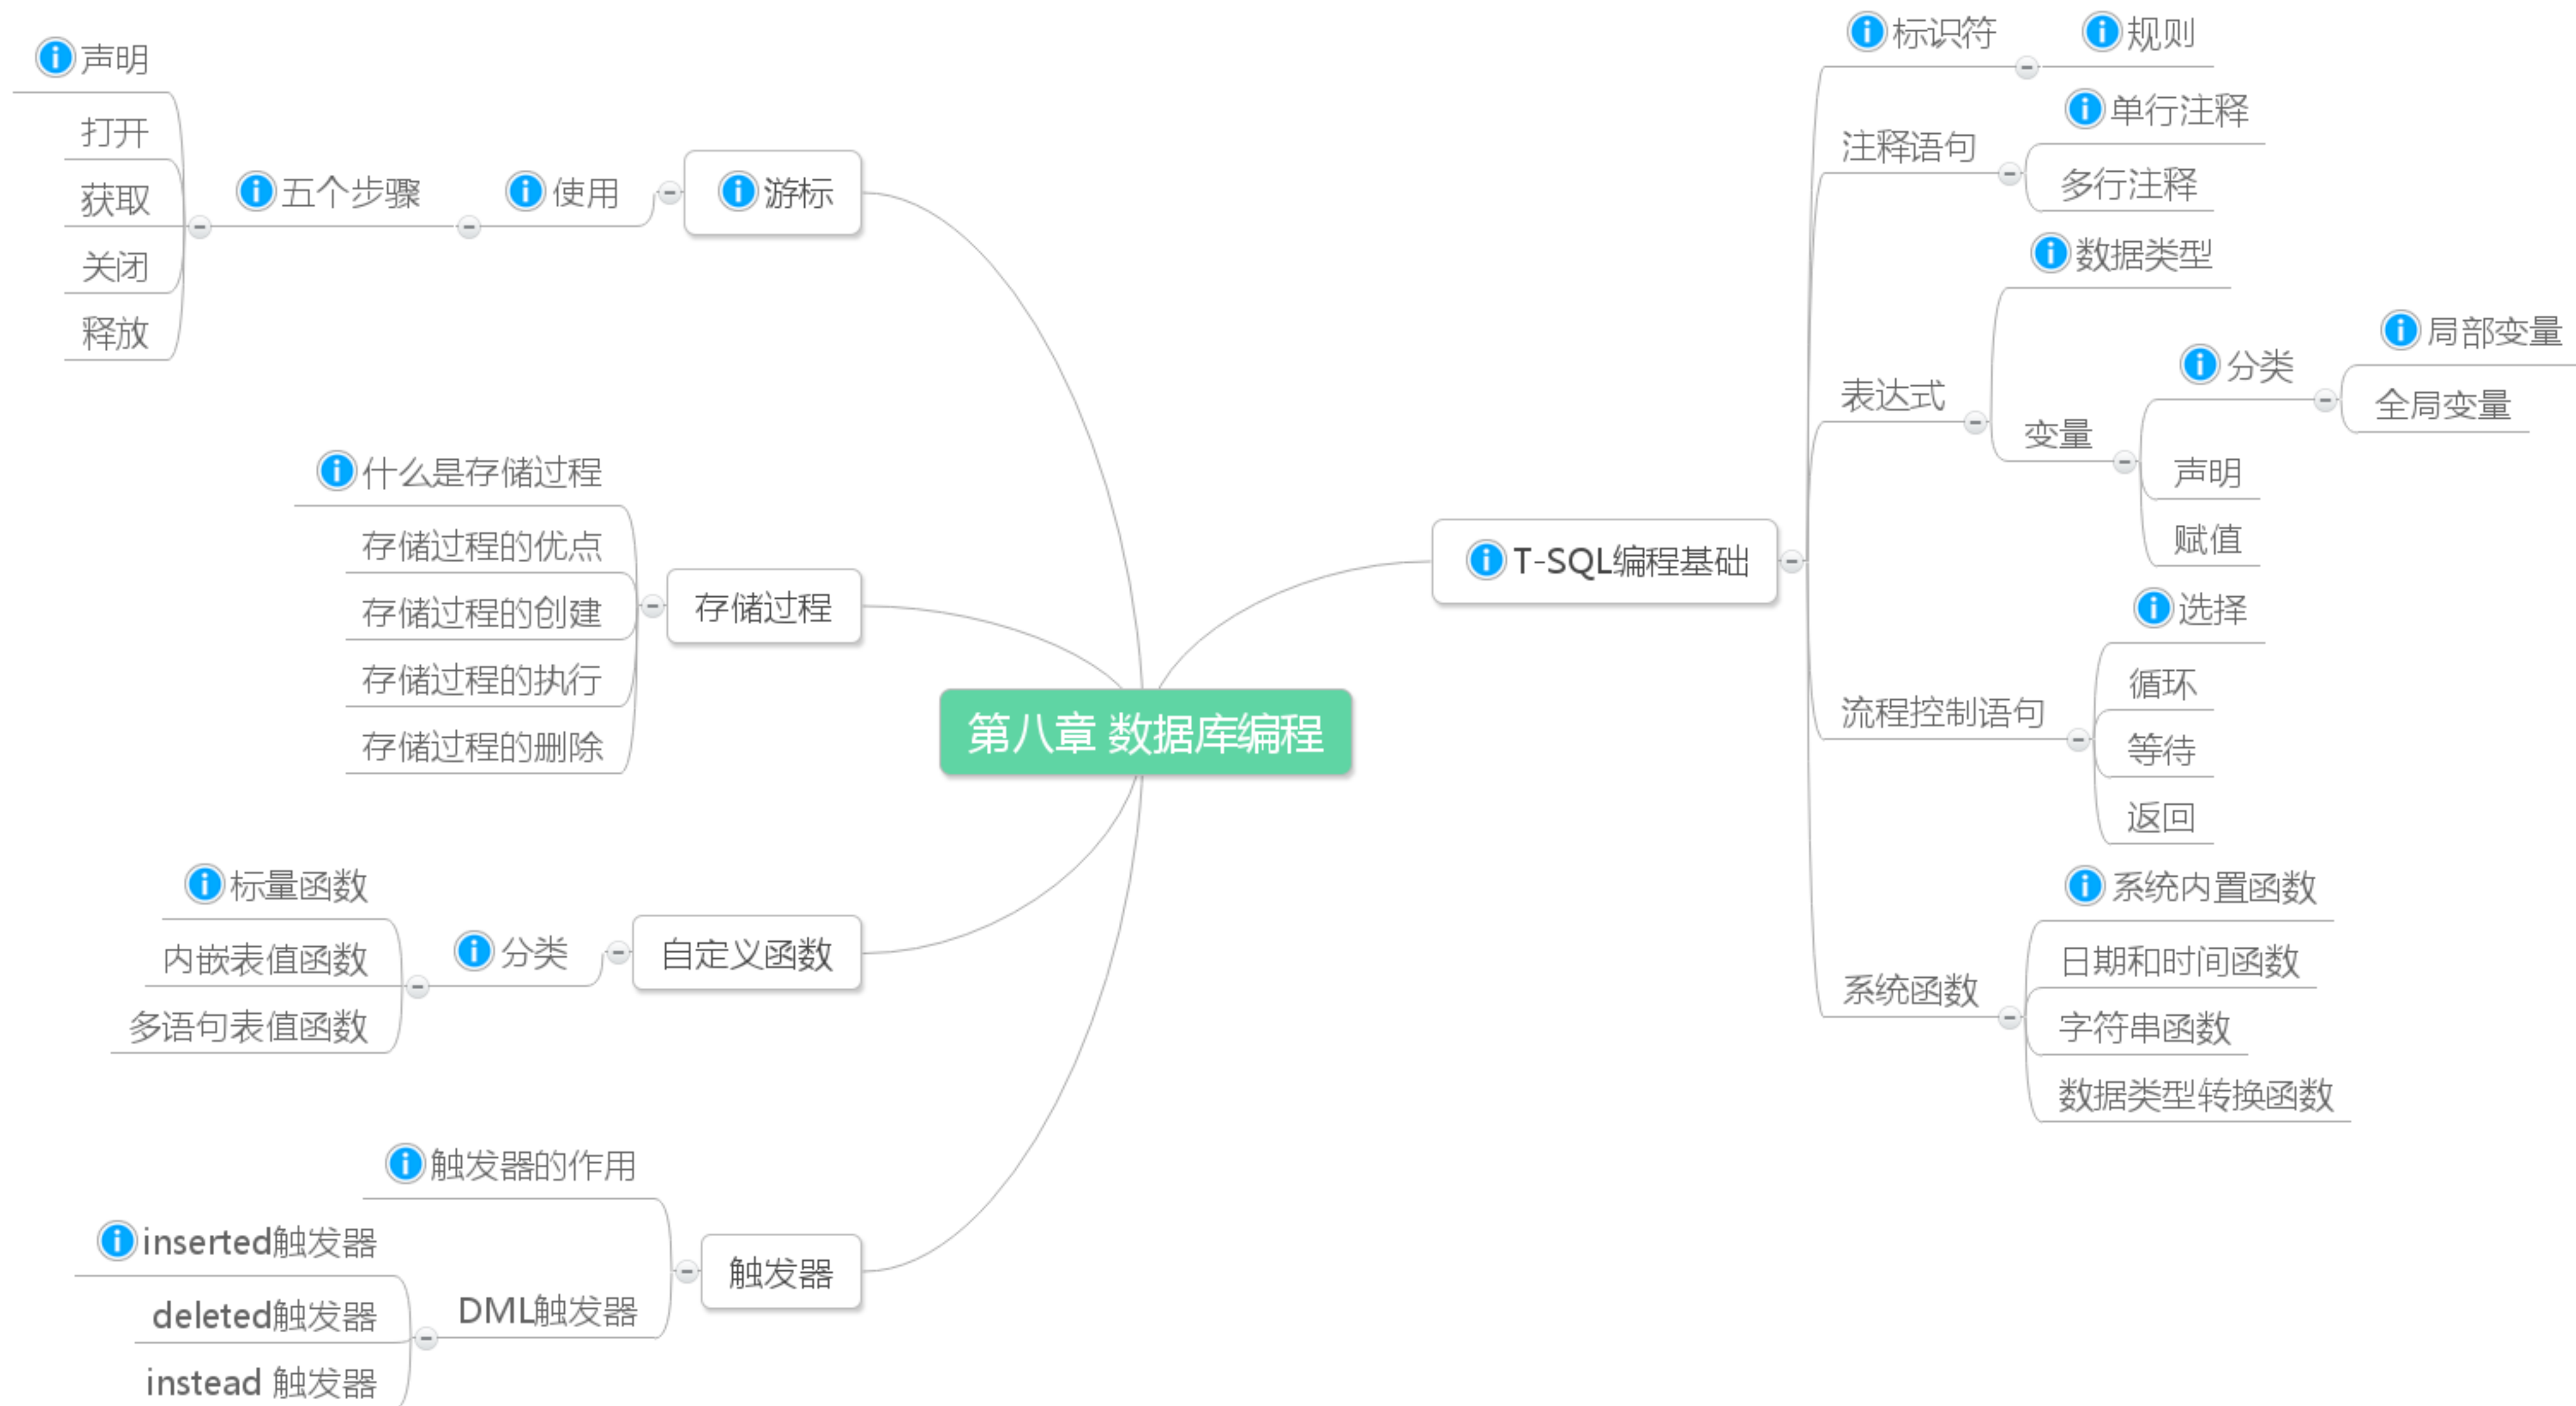 第八章 数据库编程
T-SQL编程基础
标识符
规则
注释语句
单行注释
多行注释
表达式
数据类型
变量
分类
局部变量
全局变量
声明
赋值
流程控制语句
选择
循环
等待
返回
系统函数
系统内置函数
日期和时间函数
字符串函数
数据类型转换函数
游标
使用
五个步骤
声明
打开
获取
关闭
释放
存储过程
什么是存储过程
存储过程的优点
存储过程的创建
存储过程的执行
存储过程的删除
自定义函数
分类
标量函数
内嵌表值函数
多语句表值函数
触发器
触发器的作用
DML触发器
inserted触发器
deleted触发器
instead 触发器